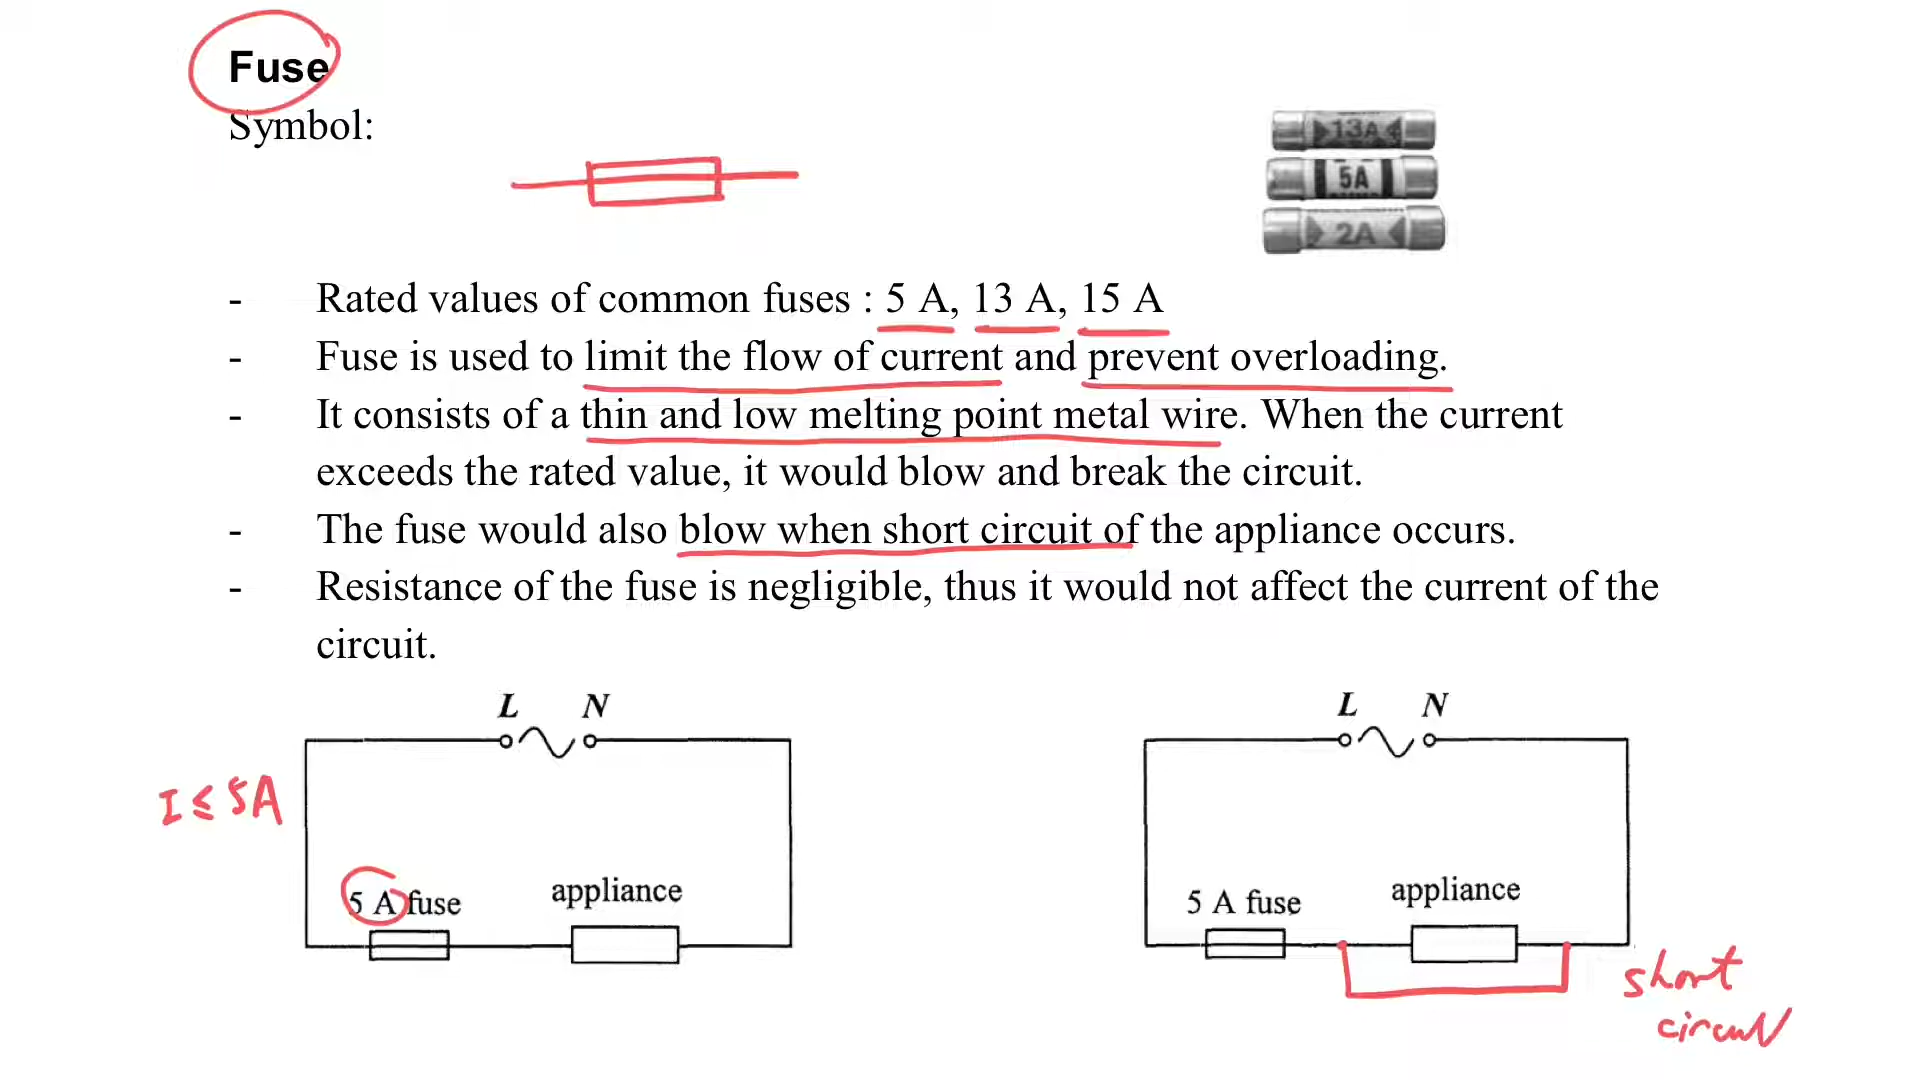 Fuse
Symbol:
13A
5A
2A
- Rated values of common fuses : 5 A, 13 A, 15 A
- Fuse is used to limit the flow of current and prevent overloading.
- It consists of a thin and low melting point metal wire. When the current
exceeds the rated value, it would blow and break the circuit.
- The fuse would also blow when short circuit of the appliance occurs.
- Resistance of the fuse is negligible, thus it would not affect the current of the
circuit.
L N
I ≤ 5A
5 A fuse
appliance
L N
5 A fuse
appliance
short
circuit